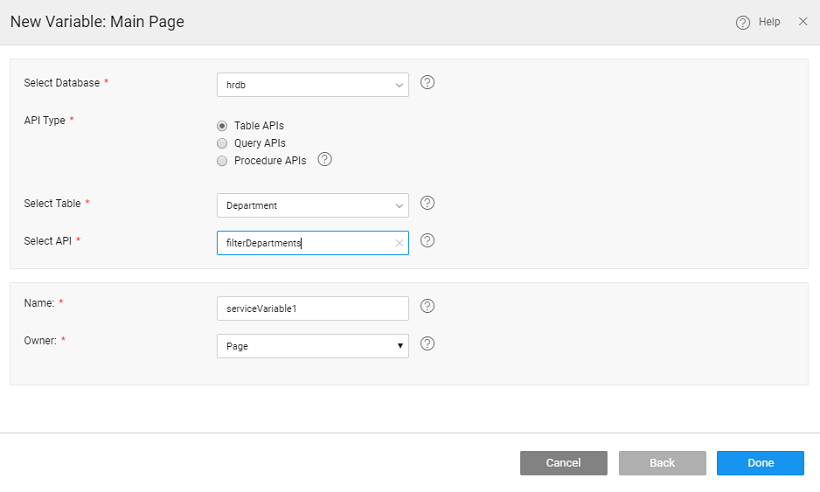 New Variable: Main Page
? Help ×
Select Database * hrdb ?
API Type *
Table APIs
Query APIs
Procedure APIs ?
Select Table * Department ?
Select API * filterDepartments × ?
Name: * serviceVariable1 ?
Owner: * Page ?
Cancel Back Done